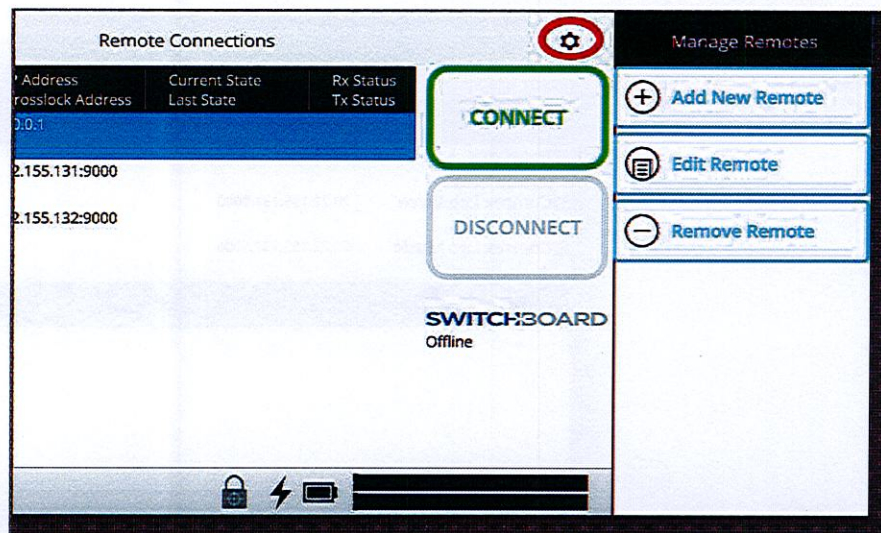 Remote Connections
Manage Remotes
Address
Current State
Rx Status
rosslock Address
Last State
Tx Status
0.0.1
2.155.131:9000
2.155.132:9000
CONNECT
DISCONNECT
SWITCHBOARD
Offline
Add New Remote
Edit Remote
Remove Remote